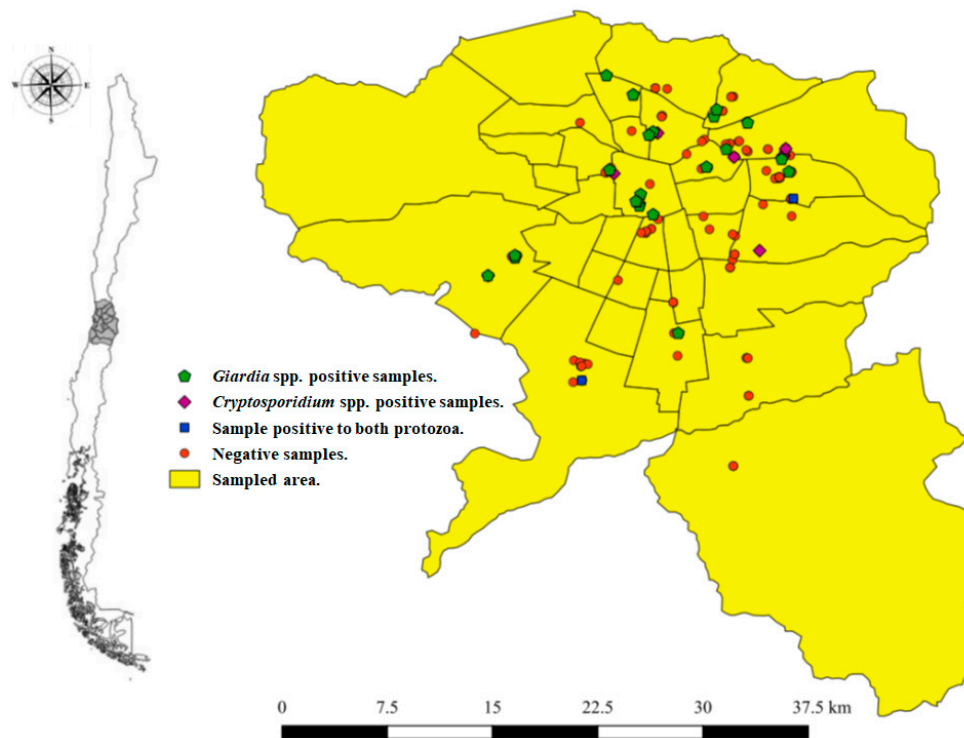 N
W E
S
Giardia spp. positive samples.
Cryptosporidium spp. positive samples.
Sample positive to both protozoa.
Negative samples.
Sampled area.
0 7.5 15 22.5 30 37.5 km